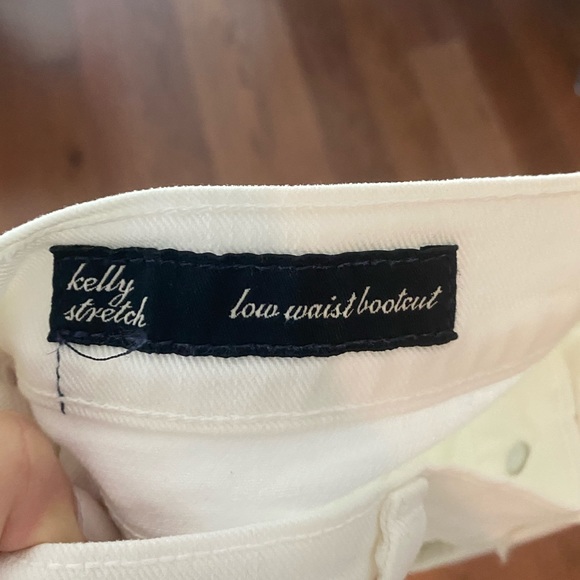 kelly
stretch
low waist bootcut